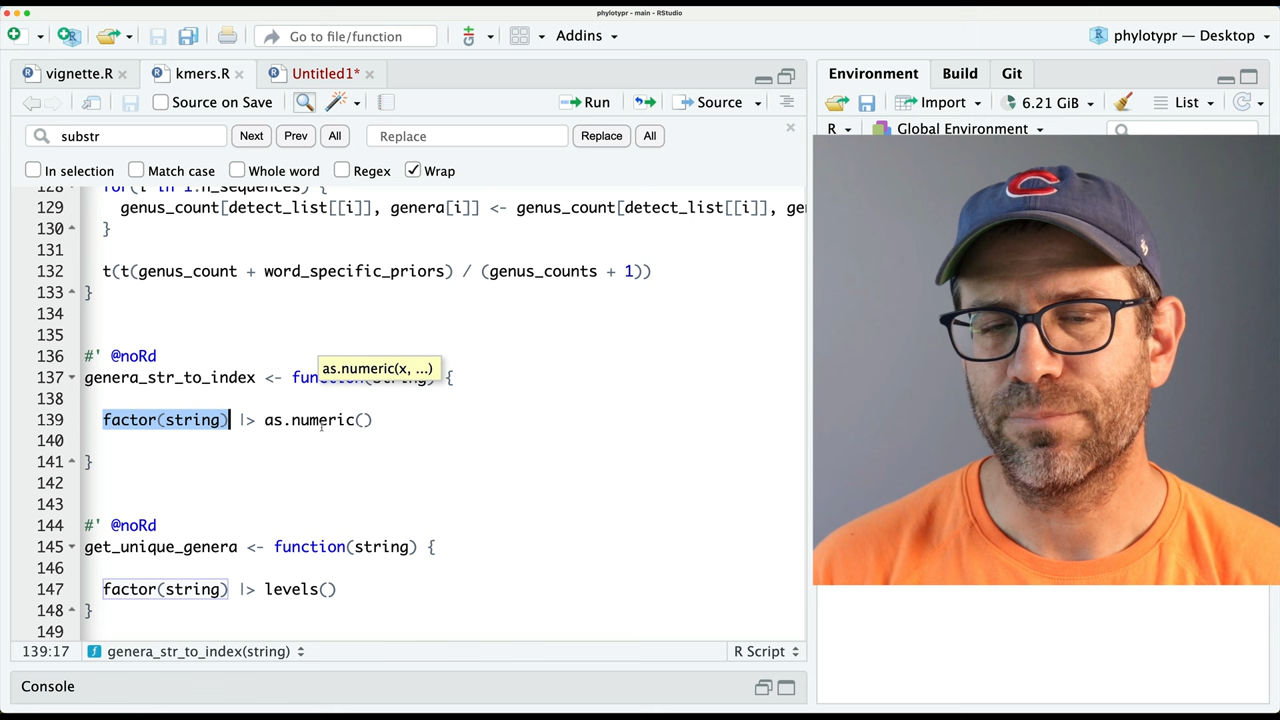 phylotypr - main - RStudio
Go to file/function
Addins
phylotypr — Desktop
vignette.R
kmers.R
Untitled1*
Source on Save
Run
Source
substr
Next
Prev
All
Replace
Replace
All
In selection
Match case
Whole word
Regex
Wrap
128 for(i in 1:n_sequences) {
129 genus_count[detect_list[[i]], genera[i]] <- genus_count[detect_list[[i]], gen
130 }
131
132 t(t(genus_count + word_specific_priors) / (genus_counts + 1))
133 }
134
135
136 #' @noRd
as.numeric(x, ...)
137 genera_str_to_index <- function(string) {
138
139 factor(string) |> as.numeric()
140
141 }
142
143
144 #' @noRd
145 get_unique_genera <- function(string) {
146
147 factor(string) |> levels()
148 }
149
139:17
genera_str_to_index(string)
R Script
Console
Environment
Build
Git
Import
6.21 GiB
List
R
Global Environment